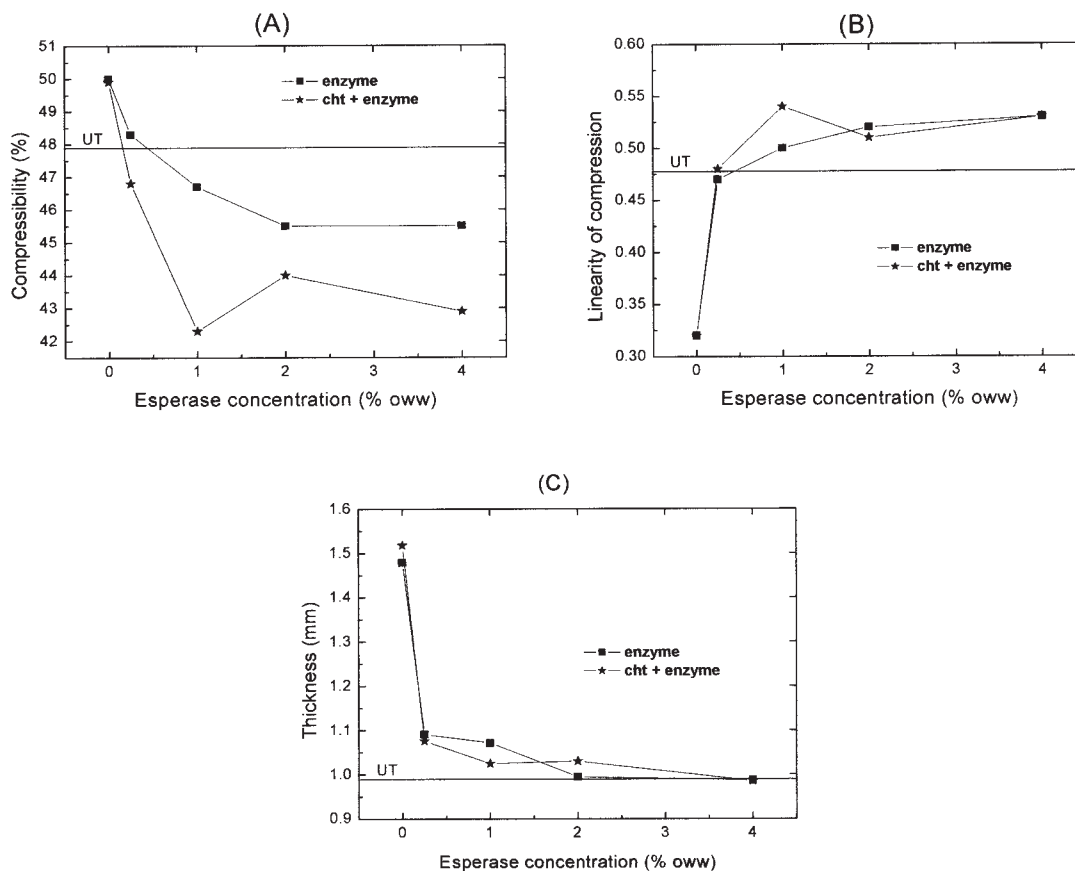 (A)
51
50
49
48
47
46
45
44
43
42
Compressibility (%)
UT
enzyme
cht + enzyme
0 1 2 3 4
Esperase concentration (% oww)
(B)
0.60
0.55
0.50
0.45
0.40
0.35
0.30
Linearity of compression
UT
enzyme
cht + enzyme
0 1 2 3 4
Esperase concentration (% oww)
(C)
1.6
1.5
1.4
1.3
1.2
1.1
1.0
0.9
Thickness (mm)
UT
enzyme
cht + enzyme
0 1 2 3 4
Esperase concentration (% oww)